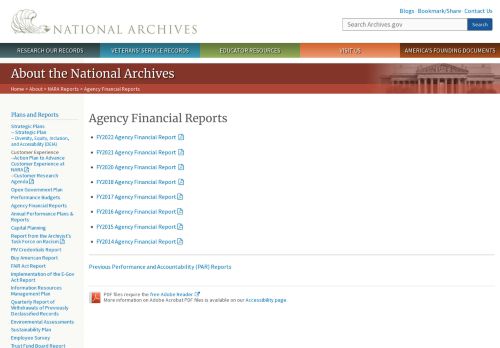 NATIONAL ARCHIVES
Blogs · Bookmark/Share · Contact Us
Search Archives.gov
Search
RESEARCH OUR RECORDS
VETERANS' SERVICE RECORDS
EDUCATOR RESOURCES
VISIT US
AMERICA'S FOUNDING DOCUMENTS
About the National Archives
Home > About > NARA Reports > Agency Financial Reports
Plans and Reports
Strategic Plans
– Strategic Plan
– Diversity, Equity, Inclusion,
and Accessibility (DEIA)
Customer Experience
–Action Plan to Advance
Customer Experience at
NARA
–Customer Research
Agenda
Open Government Plan
Performance Budgets
Agency Financial Reports
Annual Performance Plans &
Reports
Capital Planning
Report from the Archivist's
Task Force on Racism
PIV Credentials Report
Buy American Report
FAIR Act Report
Implementation of the E-Gov
Act Report
Information Resources
Management Plan
Quarterly Report of
Withdrawals of Previously
Declassified Records
Environmental Assessments
Sustainability Plan
Employee Survey
Trust Fund Board Report
Agency Financial Reports
FY2022 Agency Financial Report
FY2021 Agency Financial Report
FY2020 Agency Financial Report
FY2018 Agency Financial Report
FY2017 Agency Financial Report
FY2016 Agency Financial Report
FY2015 Agency Financial Report
FY2014 Agency Financial Report
Previous Performance and Accountability (PAR) Reports
PDF files require the free Adobe Reader.
More information on Adobe Acrobat PDF files is available on our Accessibility page.